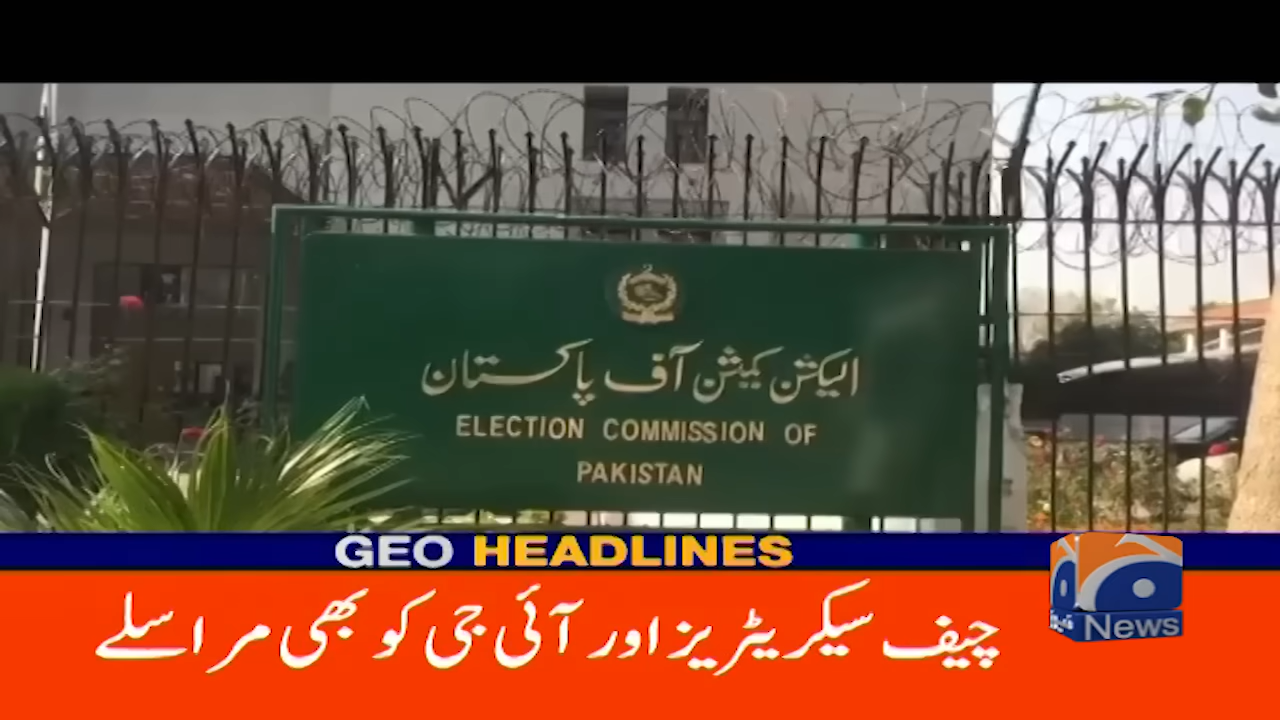 الیکشن کمیشن آف پاکستان
ELECTION COMMISSION OF
PAKISTAN
GEO HEADLINES
چیف سیکریٹریز اور آئی جی کو بھی مراسلے
News